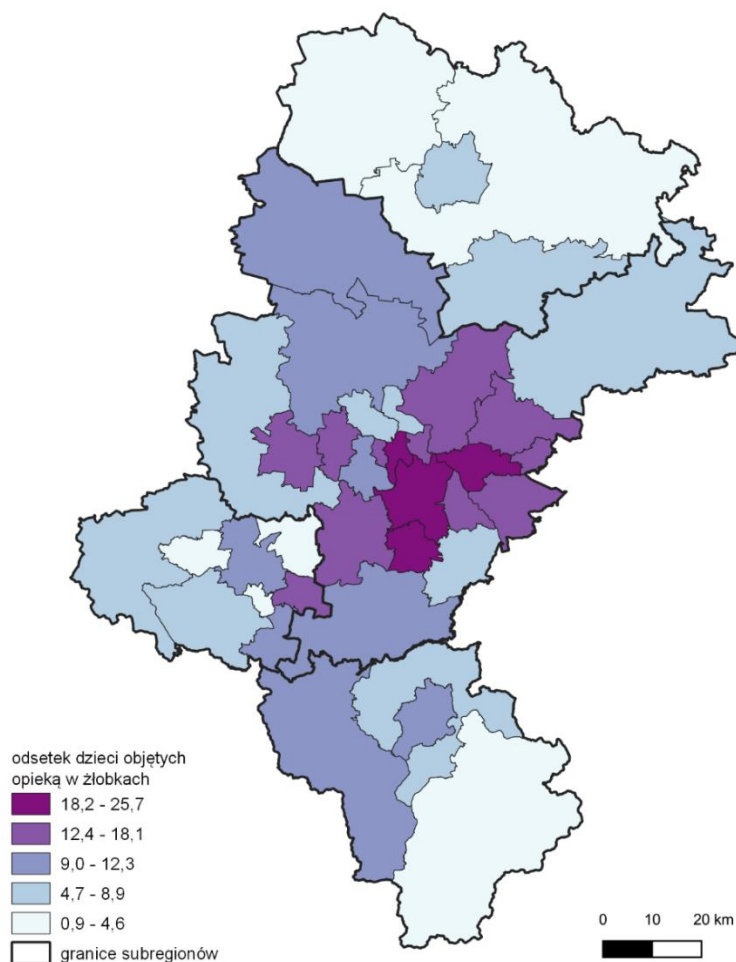 odsetek dzieci objętych
opieką w żłobkach
18,2 - 25,7
12,4 - 18,1
9,0 - 12,3
4,7 - 8,9
0,9 - 4,6
granice subregionów
0 10 20 km